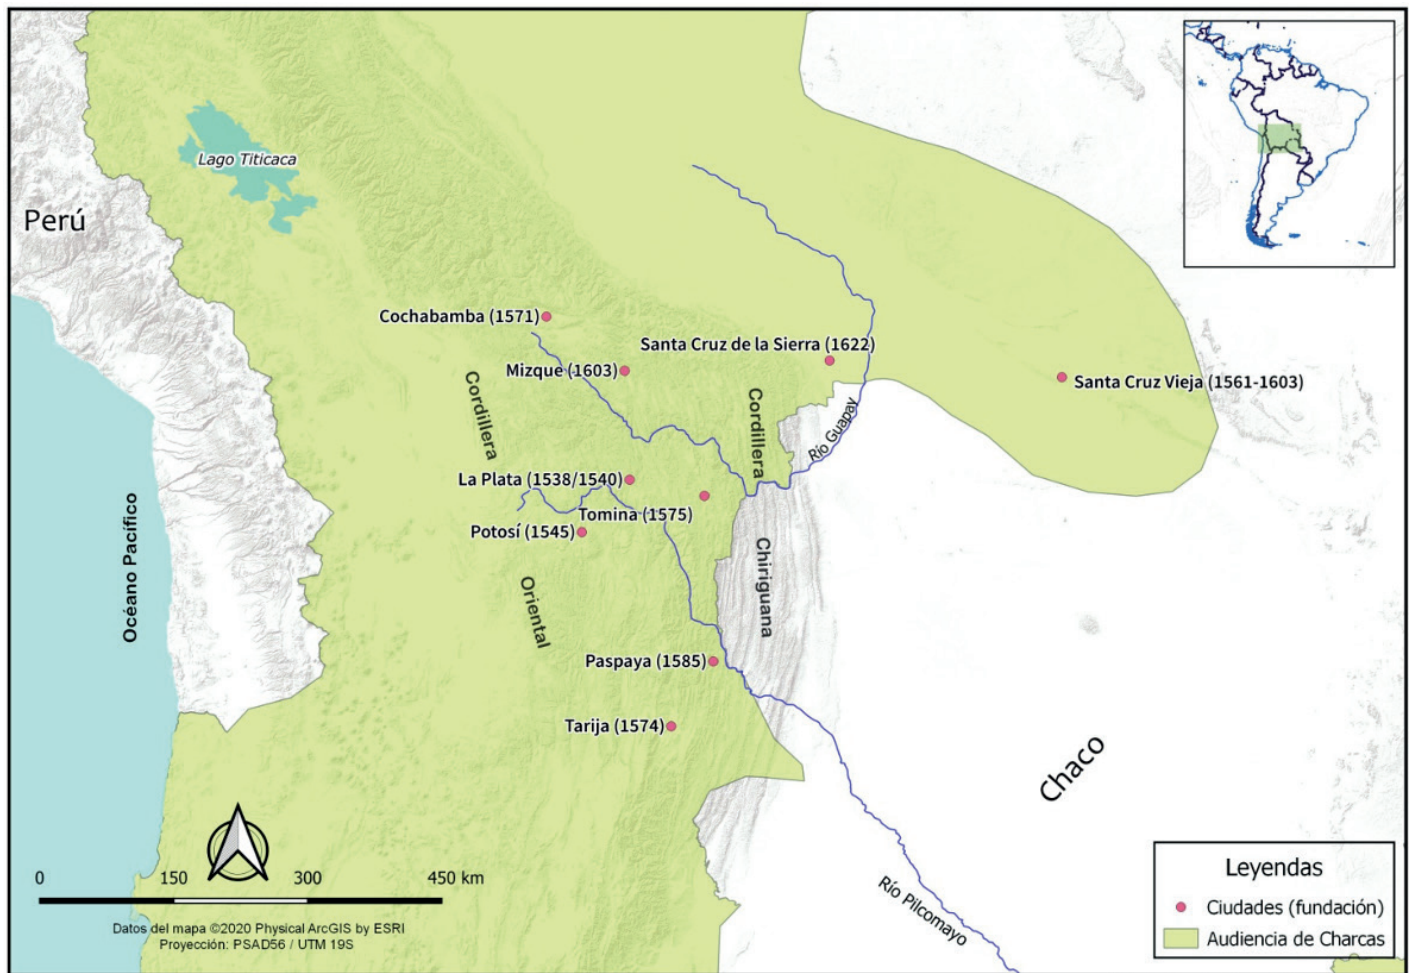 Lago Titicaca
Perú
Cochabamba (1571)
Santa Cruz de la Sierra (1622)
Mizque (1603)
Santa Cruz Vieja (1561-1603)
Cordillera
Cordillera
Río Guapay
La Plata (1538/1540)
Tomina (1575)
Potosí (1545)
Océano Pacífico
Chiriguana
Oriental
Paspaya (1585)
Tarija (1574)
Chaco
Río Pilcomayo
0 150 300 450 km
Datos del mapa ©2020 Physical ArcGIS by ESRI
Proyección: PSAD56 / UTM 19S
Leyendas
Ciudades (fundación)
Audiencia de Charcas